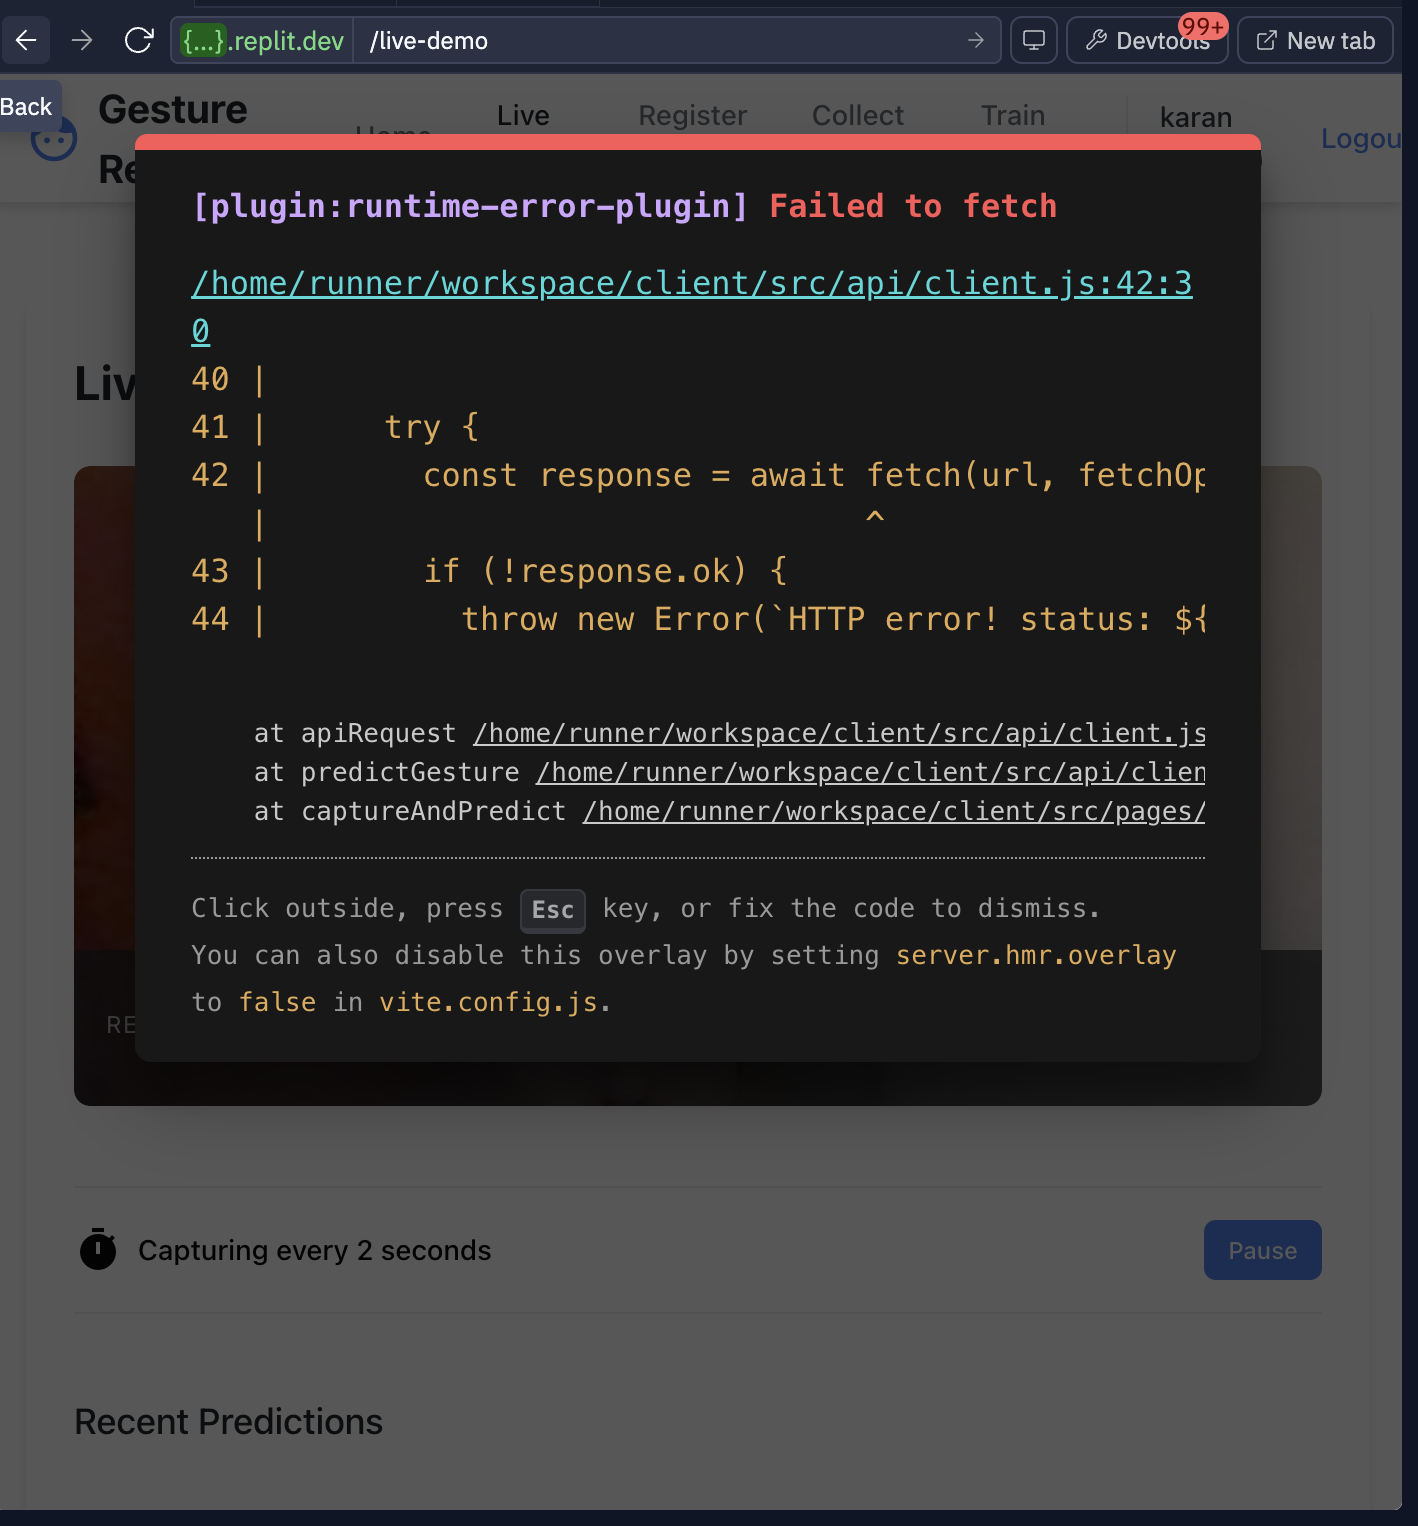 {...}.replit.dev /live-demo Devtools 99+ New tab
Back
Gesture
Live Register Collect Train karan
Home Logou
Re
[plugin:runtime-error-plugin] Failed to fetch
/home/runner/workspace/client/src/api/client.js:42:3
0
40 |
41 | try {
42 | const response = await fetch(url, fetchOp
| ^
43 | if (!response.ok) {
44 | throw new Error(`HTTP error! status: ${
at apiRequest /home/runner/workspace/client/src/api/client.js
at predictGesture /home/runner/workspace/client/src/api/clien
at captureAndPredict /home/runner/workspace/client/src/pages/
Liv
Click outside, press Esc key, or fix the code to dismiss.
You can also disable this overlay by setting server.hmr.overlay
to false in vite.config.js.
RE
Capturing every 2 seconds Pause
Recent Predictions